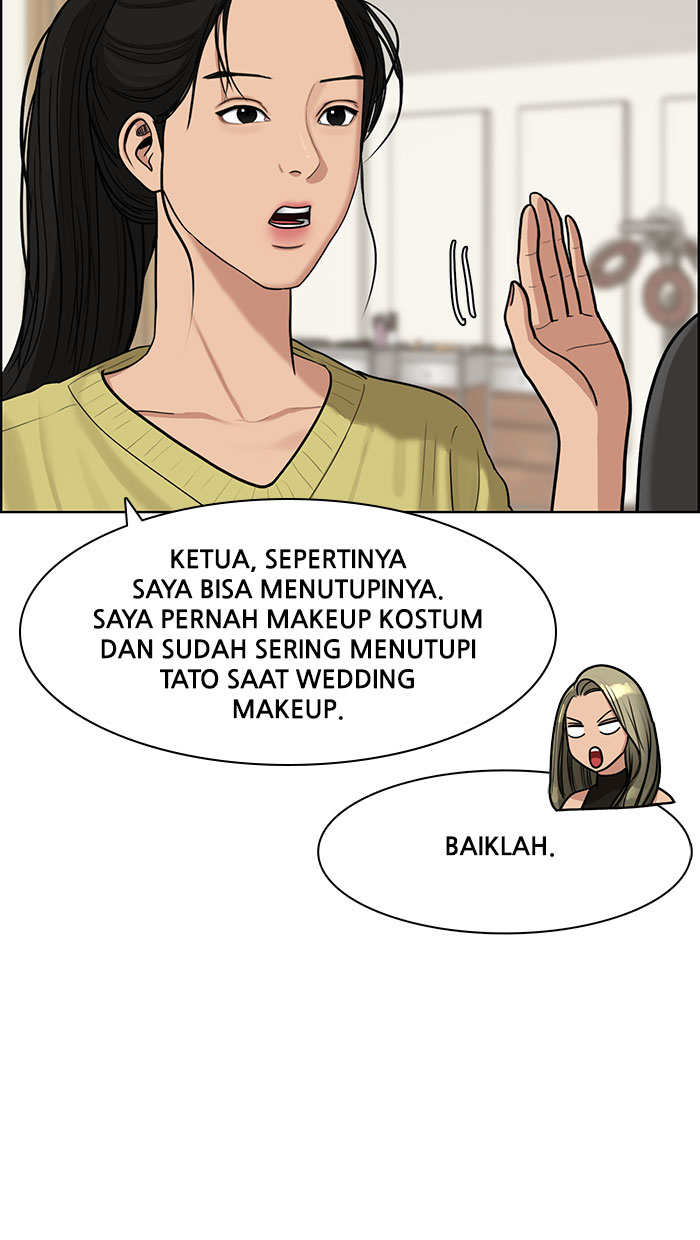 KETUA, SEPERTINYA
SAYA BISA MENUTUPINYA.
SAYA PERNAH MAKEUP KOSTUM
DAN SUDAH SERING MENUTUPI
TATO SAAT WEDDING
MAKEUP.
BAIKLAH.